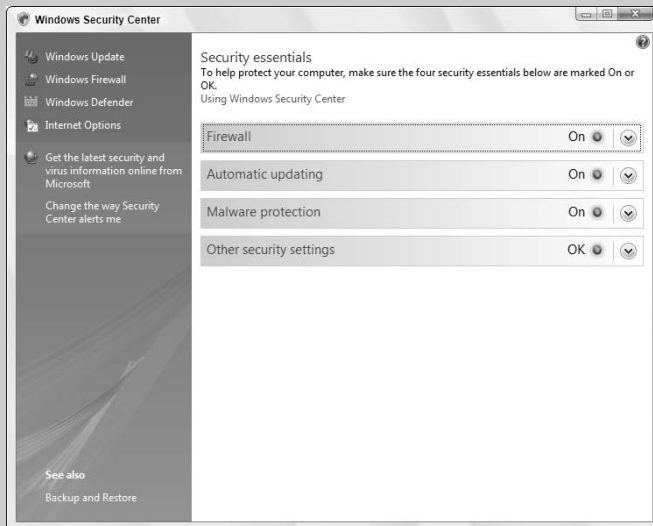 Windows Security Center
Windows Update
Windows Firewall
Windows Defender
Internet Options
Get the latest security and
virus information online from
Microsoft
Change the way Security
Center alerts me
See also
Backup and Restore
Security essentials
To help protect your computer, make sure the four security essentials below are marked On or
OK.
Using Windows Security Center
Firewall On
Automatic updating On
Malware protection On
Other security settings OK